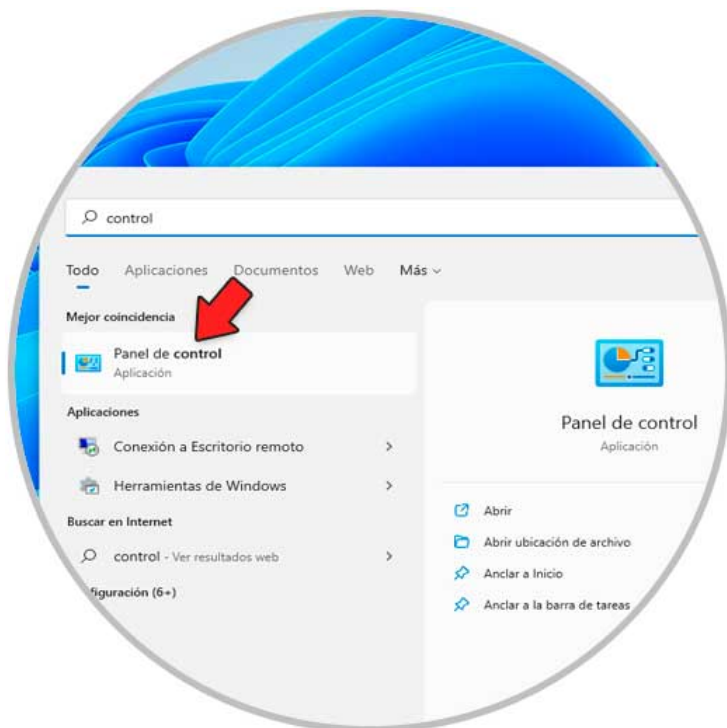 control
Todo Aplicaciones Documentos Web Más
Mejor coincidencia
Panel de control
Aplicación
Aplicaciones
Conexión a Escritorio remoto
Herramientas de Windows
Buscar en Internet
control - Ver resultados web
figuración (6+)
Panel de control
Aplicación
Abrir
Abrir ubicación de archivo
Anclar a Inicio
Anclar a la barra de tareas